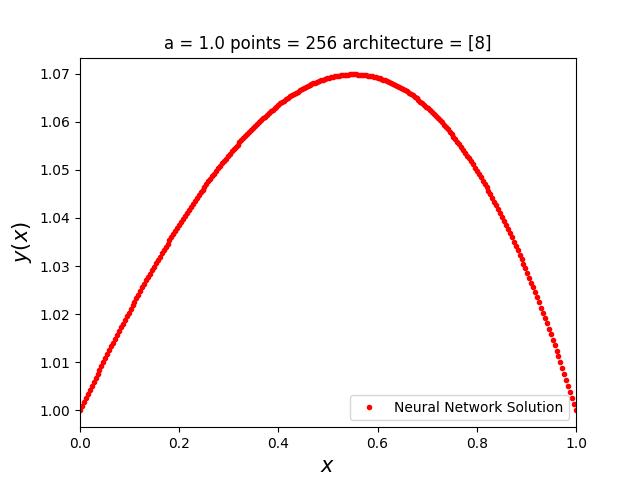 a = 1.0 points = 256 architecture = [8]
1.07
1.06
1.05
1.04
1.03
1.02
1.01
1.00
y(x)
Neural Network Solution
0.0 0.2 0.4 0.6 0.8 1.0
x